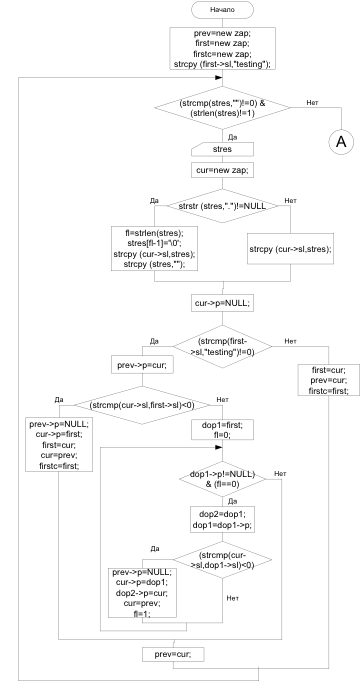 Начало
prev=new zap;
first=new zap;
firstc=new zap;
strcpy (first->sl,"testing");
(strcmp(stres,"")!=0) &
(strlen(stres)!=1)
Нет
Да
A
stres
cur=new zap;
strstr (stres,".")!=NULL
Да
Нет
fl=strlen(stres);
stres[fl-1]='\0';
strcpy (cur->sl,stres);
strcpy (stres,"");
strcpy (cur->sl,stres);
cur->p=NULL;
(strcmp(first-
>sl,"testing")!=0)
Да
Нет
prev->p=cur;
first=cur;
prev=cur;
firstc=first;
(strcmp(cur->sl,first->sl)<0)
Да
Нет
prev->p=NULL;
cur->p=first;
first=cur;
cur=prev;
firstc=first;
dop1=first;
fl=0;
dop1->p!=NULL)
& (fl==0)
Нет
Да
dop2=dop1;
dop1=dop1->p;
(strcmp(cur-
>sl,dop1->sl)<0)
Да
Нет
prev->p=NULL;
cur->p=dop1;
dop2->p=cur;
cur=prev;
fl=1;
prev=cur;